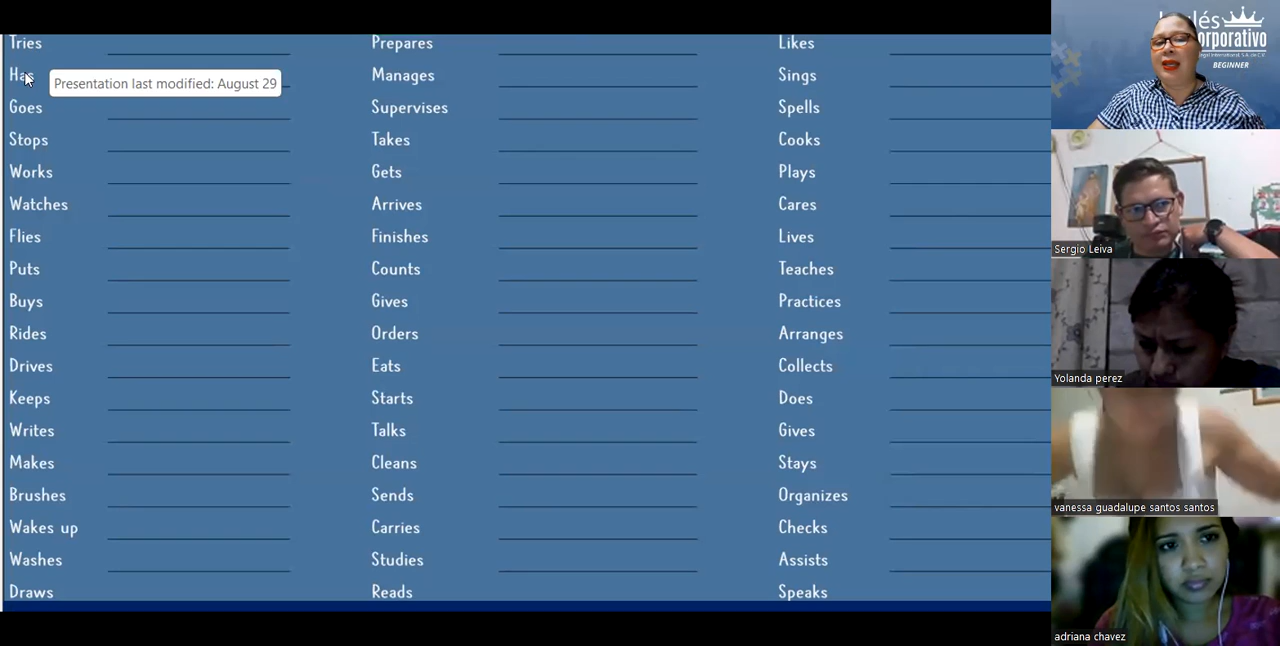 Tries
Prepares
Likes
Presentation last modified: August 29
Manages
Sings
Goes
Supervises
Spells
Stops
Takes
Cooks
Works
Gets
Plays
Watches
Arrives
Cares
Flies
Finishes
Lives
Puts
Counts
Teaches
Buys
Gives
Practices
Rides
Orders
Arranges
Drives
Eats
Collects
Keeps
Starts
Does
Writes
Talks
Gives
Makes
Cleans
Stays
Brushes
Sends
Organizes
Wakes up
Carries
Checks
Washes
Studies
Assists
Draws
Reads
Speaks
BEGINNER
Sergio Leiva
Yolanda perez
vanessa guadalupe santos santos
adriana chavez